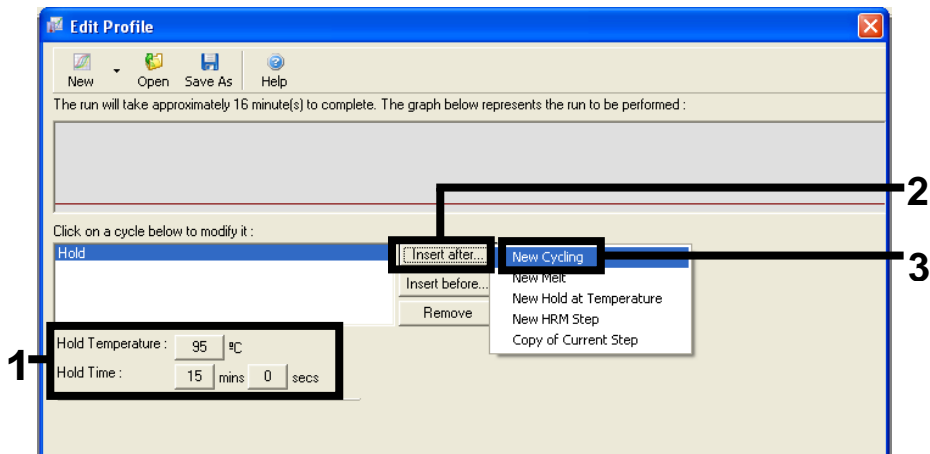 Edit Profile
New Open Save As Help
The run will take approximately 16 minute(s) to complete. The graph below represents the run to be performed :
2
Click on a cycle below to modify it :
Hold Insert after... New Cycling
3
Insert before... New Melt
New Hold at Temperature
Remove New HRM Step
Copy of Current Step
1
Hold Temperature : 95 ºC
Hold Time : 15 mins 0 secs